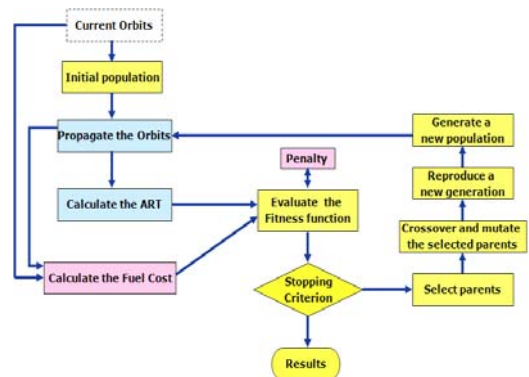 Current Orbits
Initial population
Propagate the Orbits
Calculate the ART
Calculate the Fuel Cost
Penalty
Evaluate the
Fitness function
Stopping
Criterion
Results
Generate a
new population
Reproduce a
new generation
Crossover and mutate
the selected parents
Select parents